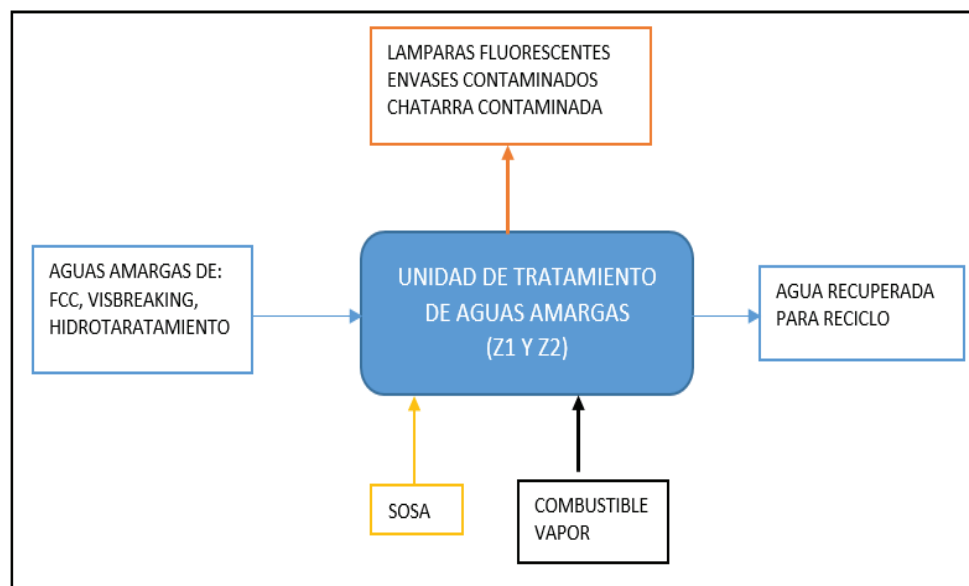 LAMPARAS FLUORESCENTES
ENVASES CONTAMINADOS
CHATARRA CONTAMINADA
AGUAS AMARGAS DE:
FCC, VISBREAKING,
HIDROTARATAMIENTO
UNIDAD DE TRATAMIENTO
DE AGUAS AMARGAS
(Z1 Y Z2)
AGUA RECUPERADA
PARA RECICLO
SOSA
COMBUSTIBLE
VAPOR